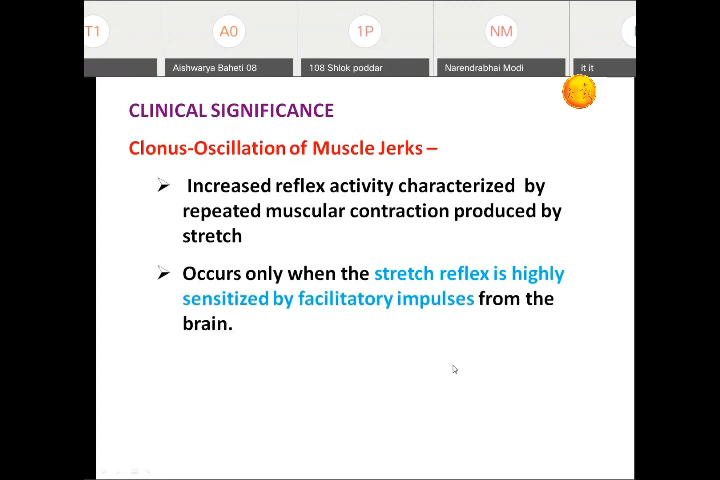 T1 AO 1P NM
Aishwarya Baheti 08 108 Shlok poddar Narendrabhai Modi it it
CLINICAL SIGNIFICANCE
Clonus-Oscillation of Muscle Jerks –
Increased reflex activity characterized by
repeated muscular contraction produced by
stretch
Occurs only when the stretch reflex is highly
sensitized by facilitatory impulses from the
brain.